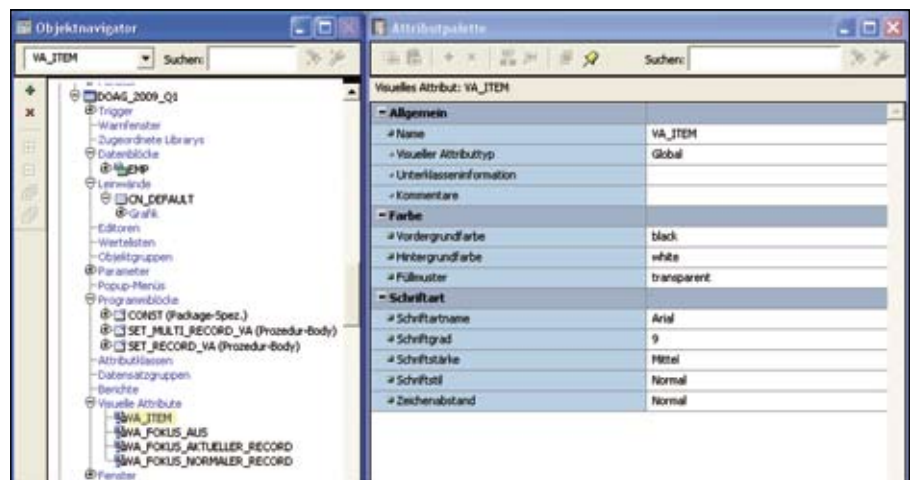 Objektnavigator
VA_ITEM
Suchen:
DOAG_2009_Q1
Trigger
Warnfenster
Zugeordnete Librarys
Datenblöcke
EMP
Leinwände
CN_DEFAULT
Grafik
Editoren
Wertelisten
Objektgruppen
Parameter
Popup-Menüs
Programmblöcke
CONST (Package-Spez.)
SET_MULTI_RECORD_VA (Prozedur-Body)
SET_RECORD_VA (Prozedur-Body)
Attributklassen
Datensatzgruppen
Berichte
Visuelle Attribute
VA_ITEM
VA_FOKUS_AUS
VA_FOKUS_AKTUELLER_RECORD
VA_FOKUS_NORMALER_RECORD
Fenster
Attributpalette
Suchen:
Visuelles Attribut: VA_ITEM
Allgemein
Name VA_ITEM
Visueller Attributtyp Global
Unterklasseninformation
Kommentare
Farbe
Vordergrundfarbe black
Hintergrundfarbe white
Füllmuster transparent
Schriftart
Schriftartname Arial
Schriftgrad 9
Schriftstärke Mittel
Schriftstil Normal
Zeichenabstand Normal